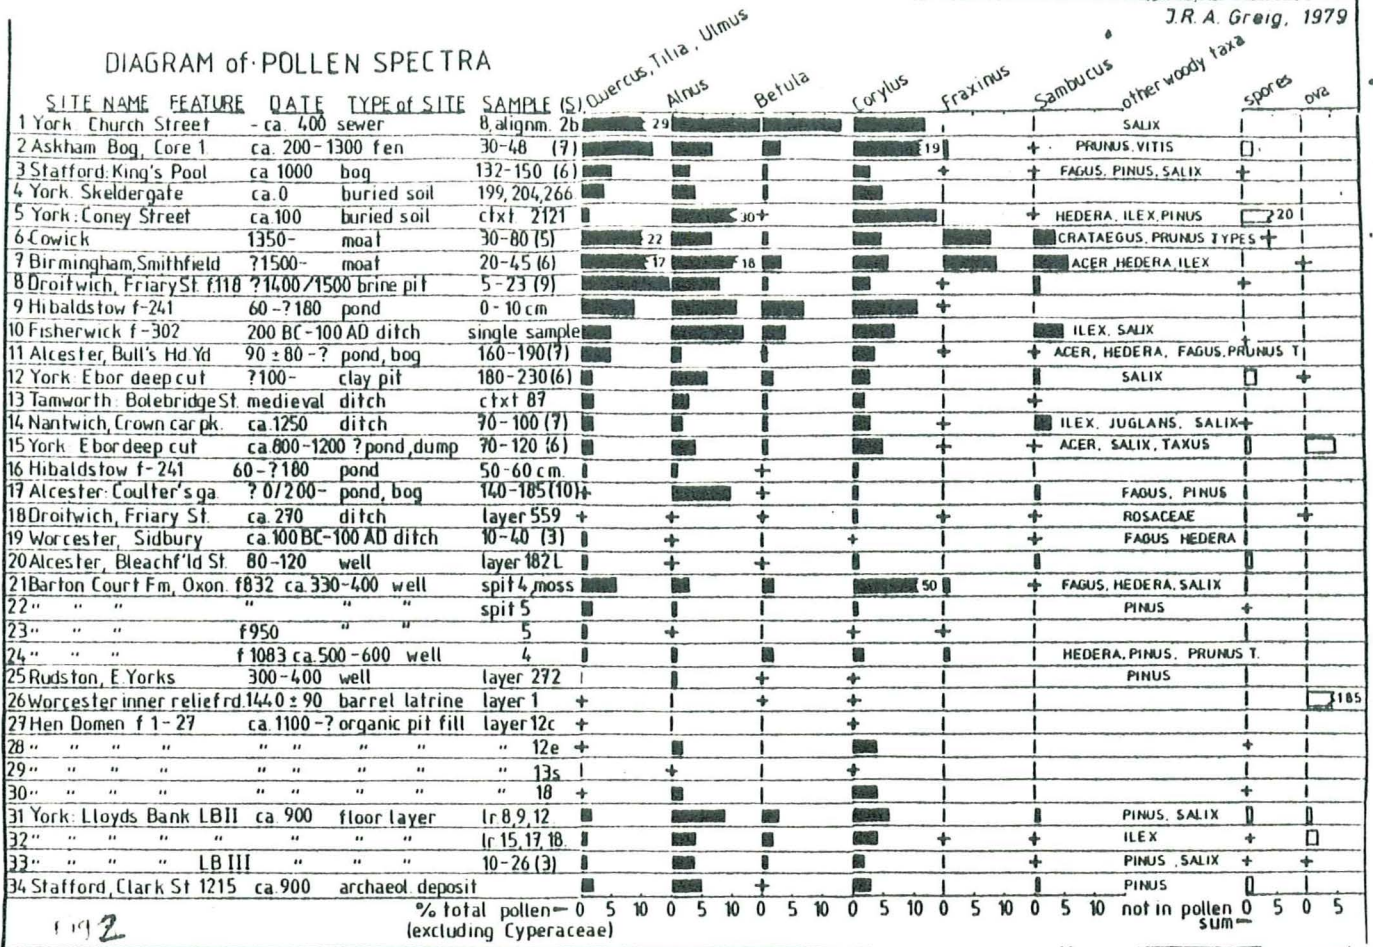 J.R.A. Greig, 1979
DIAGRAM of POLLEN SPECTRA
SITE NAME FEATURE DATE TYPE of SITE SAMPLE (S) Quercus, Tilia, Ulmus Alnus Betula Corylus Fraxinus Sambucus other woody taxa spores ova
1 York: Church Street - ca. 400 sewer 8, alignm. 2b 29 SALIX
2 Askham Bog, Core 1 ca. 200-1300 fen 30-48 (7) 19 + PRUNUS, VITIS
3 Stafford: King's Pool ca 1000 bog 132-150 (6) + + FAGUS, PINUS, SALIX +
4 York: Skeldergate ca.0 buried soil 199, 204, 266
5 York: Coney Street ca.100 buried soil ctxt 2121 30 + + HEDERA, ILEX, PINUS 20
6 Cowick 1350- moat 30-80 (5) 22 CRATAEGUS, PRUNUS TYPES +
7 Birmingham, Smithfield ?1500- moat 20-45 (6) 17 18 ACER, HEDERA, ILEX +
8 Droitwich, Friary St. f118 ?1400/1500 brine pit 5-23 (9) + +
9 Hibaldstow f-241 60-?180 pond 0-10cm +
10 Fisherwick f-302 200 BC-100 AD ditch single sample ILEX, SALIX
11 Alcester, Bull's Hd. Yd 90 ± 80-? pond, bog 160-190(7) + + ACER, HEDERA, FAGUS, PRUNUS T
12 York: Ebor deep cut ?100- clay pit 180-230(6) SALIX +
13 Tamworth: Bolebridge St. medieval ditch ctxt 87 +
14 Nantwich, Crown car pk. ca.1250 ditch 70-100 (7) + ILEX, JUGLANS, SALIX +
15 York Ebor deep cut ca.800-1200 ?pond, dump 70-120 (6) + + ACER, SALIX, TAXUS
16 Hibaldstow f-241 60-?180 pond 50-60 cm. +
17 Alcester: Coulter's ga. ? 0/200- pond, bog 140-185(10) + + FAGUS, PINUS
18 Droitwich, Friary St. ca. 270 ditch layer 559 + + + + + ROSACEAE +
19 Worcester, Sidbury ca.100 BC-100 AD ditch 10-40 (3) + + + FAGUS HEDERA
20 Alcester, Bleachf'ld St. 80-120 well layer 182 L + +
21 Barton Court Fm, Oxon. f832 ca.330-400 well spit 4, moss 50 + FAGUS, HEDERA, SALIX
22 " " " " " " spit 5 PINUS +
23 " " " f950 " " 5 + + +
24 " " " f1083 ca.500-600 well 4 HEDERA, PINUS, PRUNUS T.
25 Rudston, E. Yorks 300-400 well layer 272 + + PINUS
26 Worcester inner relief rd. 1440 ± 90 barrel latrine layer 1 + + + 185
27 Hen Domen f 1-27 ca.1100-? organic pit fill layer 12c + +
28 " " " " " " " " " 12e + +
29 " " " " " " " " " 13s + +
30 " " " " " " " " " 18 + +
31 York: Lloyds Bank LBII ca. 900 floor layer lr 8, 9, 12 PINUS, SALIX
32 " " " " " " " lr 15, 17, 18. + + ILEX +
33 " " " LB III " " " 10-26 (3) + PINUS, SALIX + +
34 Stafford, Clark St 1215 ca.900 archaeol. deposit + PINUS
% total pollen 0 5 10 0 5 10 0 5 10 0 5 10 0 5 10 0 5 10 not in pollen sum 0 5 0 5
(excluding Cyperaceae)
Fig 2